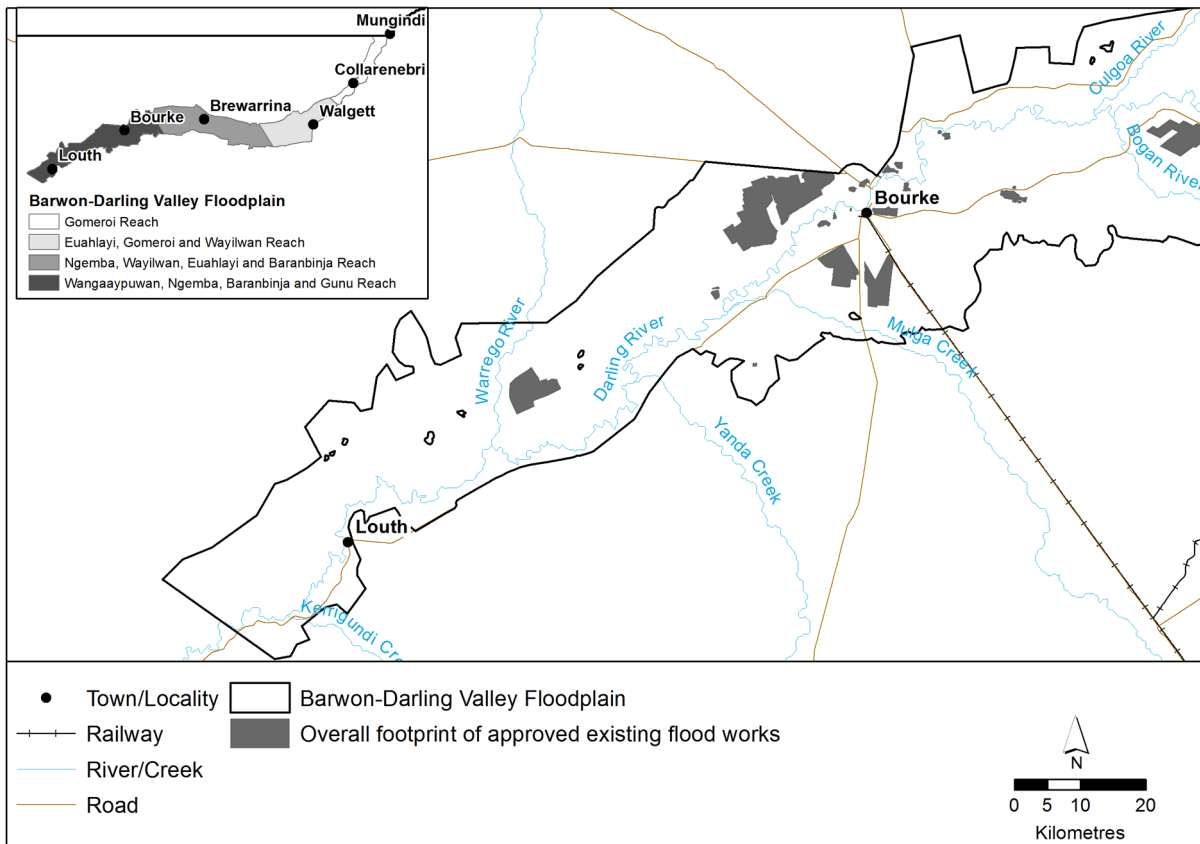 Mungindi
Collarenebri
Brewarrina
Bourke
Walgett
Louth
Barwon-Darling Valley Floodplain
Gomeroi Reach
Euahlayi, Gomeroi and Wayilwan Reach
Ngemba, Wayilwan, Euahlayi and Baranbinja Reach
Wangaaypuwan, Ngemba, Baranbinja and Gunu Reach
Culgoa River
Bogan River
Bourke
Warrego River
Darling River
Mulga Creek
Yanda Creek
Louth
Kerrigundi Cre
Town/Locality
Barwon-Darling Valley Floodplain
Railway
Overall footprint of approved existing flood works
River/Creek
Road
N
0 5 10 20
Kilometres